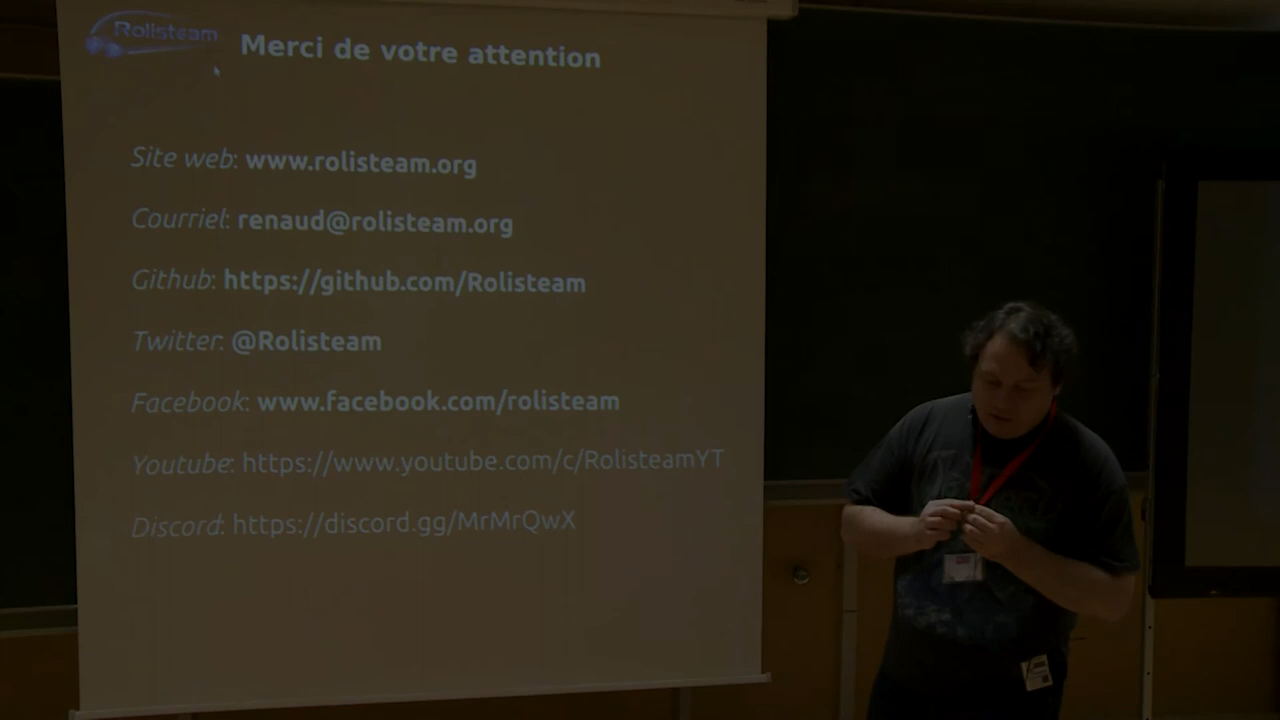 Rolisteam
Merci de votre attention
Site web: www.rolisteam.org
Courriel: renaud@rolisteam.org
Github: https://github.com/Rolisteam
Twitter: @Rolisteam
Facebook: www.facebook.com/rolisteam
Youtube: https://www.youtube.com/c/RolisteamYT
Discord: https://discord.gg/MrMrQwX